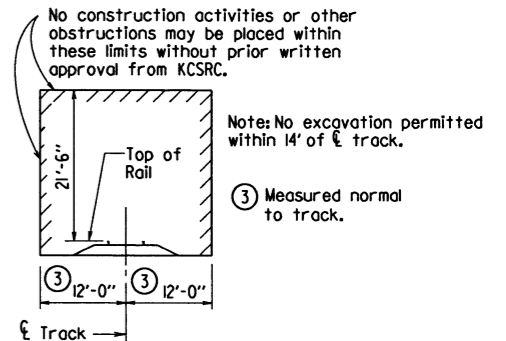 No construction activities or other
obstructions may be placed within
these limits without prior written
approval from KCSRC.
Note: No excavation permitted
within 14' of ℄ track.
21'-6"
Top of
Rail
3 Measured normal
to track.
3 12'-0" 3 12'-0"
℄ Track